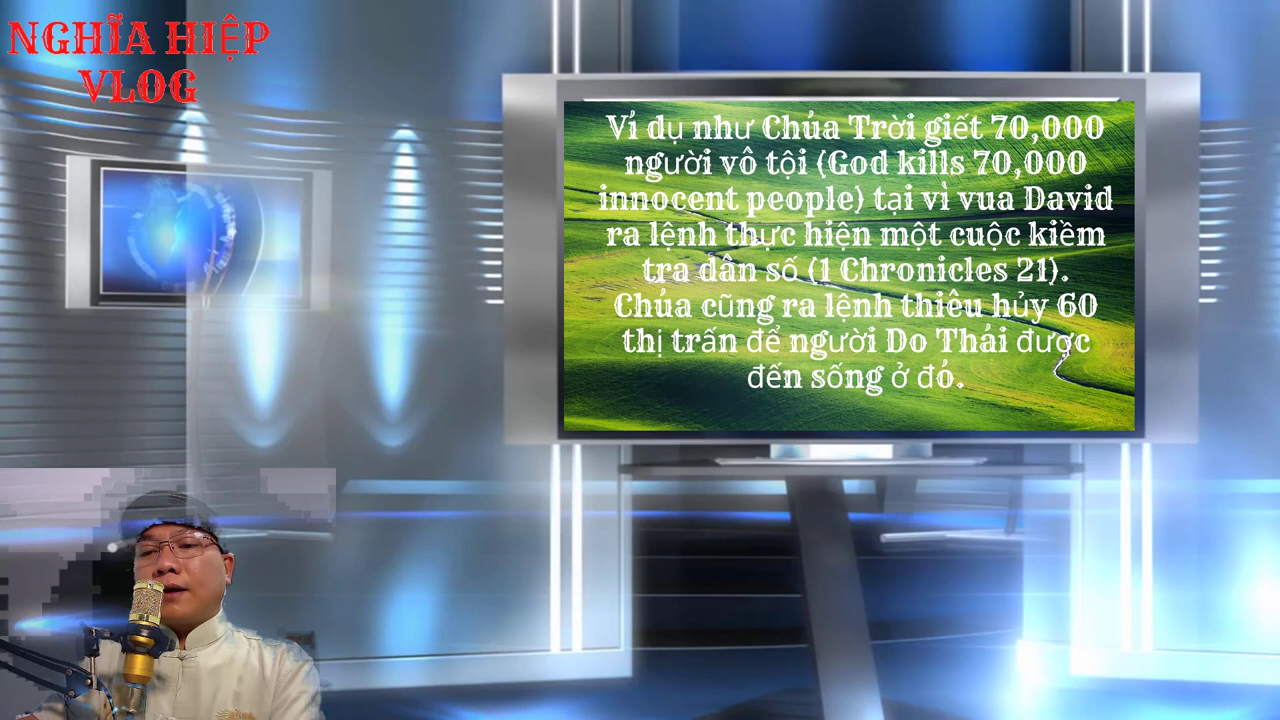 NGHĨA HIỆP
VLOG
Ví dụ như Chúa Trời giết 70,000
người vô tội (God kills 70,000
innocent people) tại vì vua David
ra lệnh thực hiện một cuộc kiềm
tra dân số (1 Chronicles 21).
Chúa cũng ra lệnh thiêu hủy 60
thị trấn để người Do Thái được
đến sống ở đó.